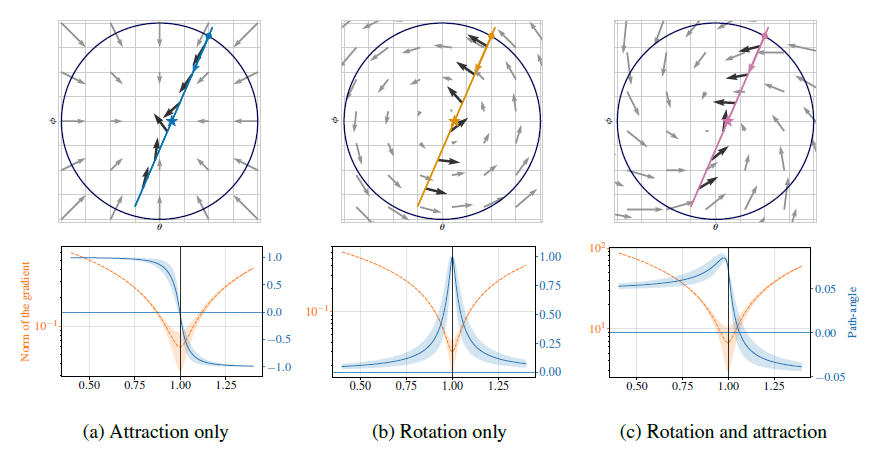 ϕ
θ
ϕ
θ
ϕ
θ
Norm of the gradient
10⁻¹
1.0
0.5
0.0
−0.5
−1.0
0.50 0.75 1.00 1.25
10⁻¹
1.00
0.75
0.50
0.25
0.00
0.50 0.75 1.00 1.25
10²
10¹
0.05
0.00
−0.05
Path-angle
0.50 0.75 1.00 1.25
(a) Attraction only
(b) Rotation only
(c) Rotation and attraction